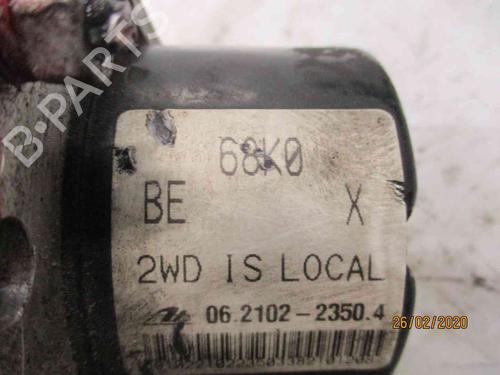 68K0
BE X
2WD IS LOCAL
06.2102-2350.4
B-PARTS
26/02/2020